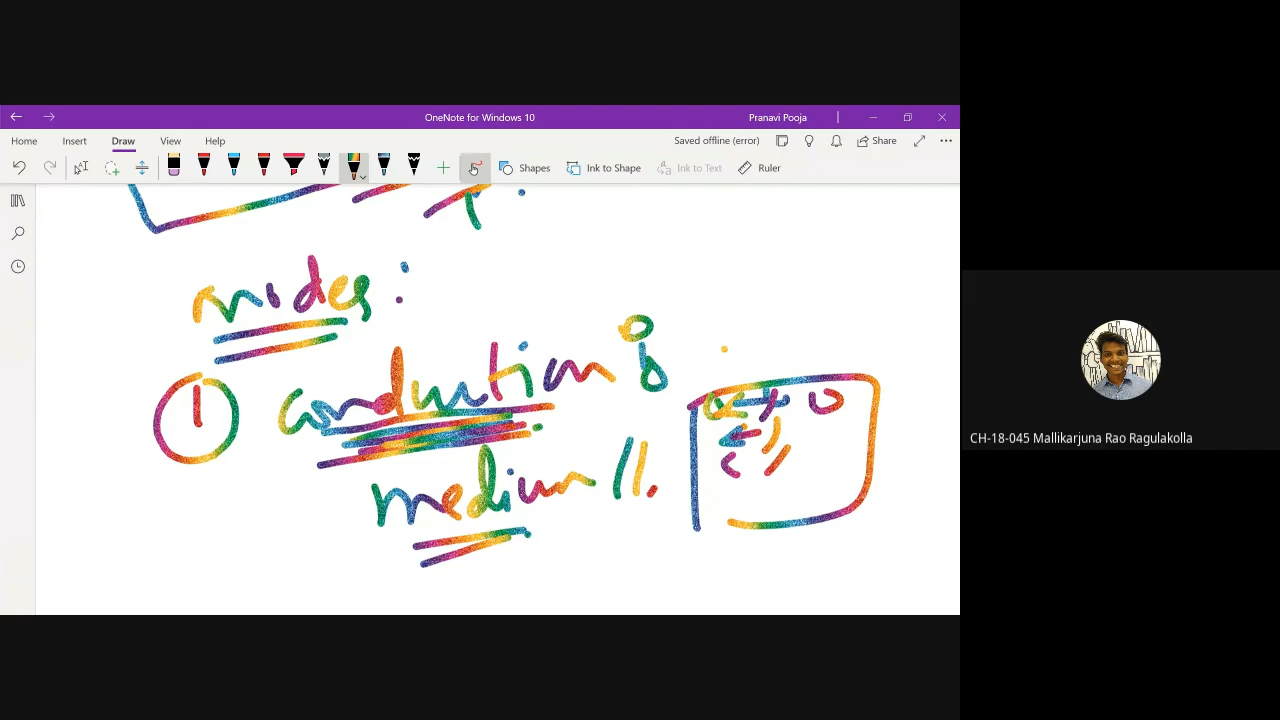 OneNote for Windows 10
Pranavi Pooja
Home Insert Draw View Help
Saved offline (error)
Share
Shapes
Ink to Shape
Ink to Text
Ruler
modes :
1 conduction :
medium //.
CH-18-045 Mallikarjuna Rao Ragulakolla